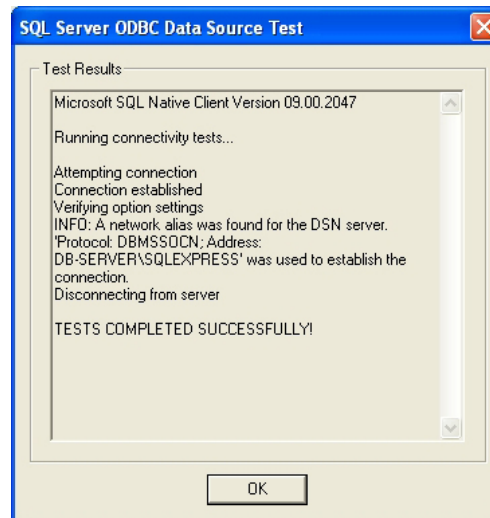 SQL Server ODBC Data Source Test
Test Results
Microsoft SQL Native Client Version 09.00.2047
Running connectivity tests...
Attempting connection
Connection established
Verifying option settings
INFO: A network alias was found for the DSN server.
'Protocol: DBMSSOCN; Address:
DB-SERVER\SQLEXPRESS' was used to establish the
connection.
Disconnecting from server
TESTS COMPLETED SUCCESSFULLY!
OK